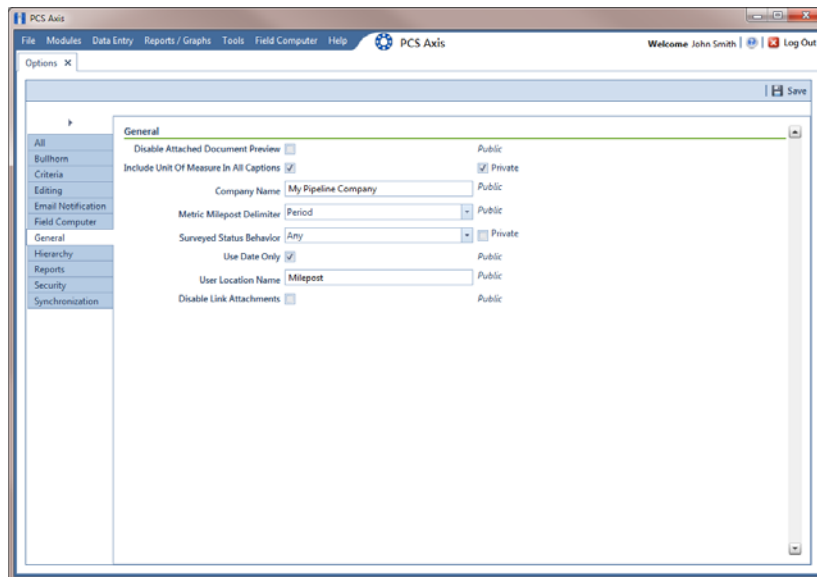 PCS Axis
File Modules Data Entry Reports / Graphs Tools Field Computer Help PCS Axis Welcome John Smith Log Out
Options X
Save
General
All
Bullhorn
Criteria
Editing
Email Notification
Field Computer
General
Hierarchy
Reports
Security
Synchronization
Disable Attached Document Preview Public
Include Unit Of Measure In All Captions Private
Company Name My Pipeline Company Public
Metric Milepost Delimiter Period Public
Surveyed Status Behavior Any Private
Use Date Only Public
User Location Name Milepost Public
Disable Link Attachments Public